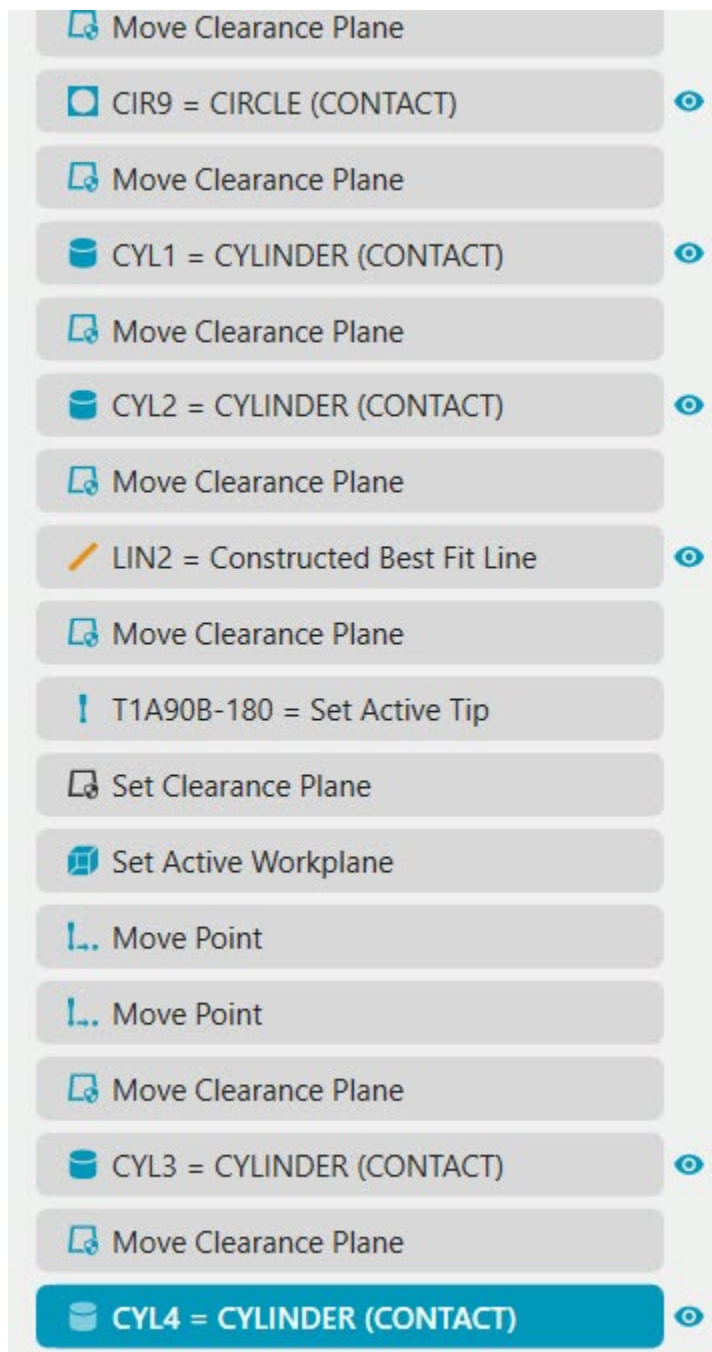 Move Clearance Plane
CIR9 = CIRCLE (CONTACT)
Move Clearance Plane
CYL1 = CYLINDER (CONTACT)
Move Clearance Plane
CYL2 = CYLINDER (CONTACT)
Move Clearance Plane
LIN2 = Constructed Best Fit Line
Move Clearance Plane
T1A90B-180 = Set Active Tip
Set Clearance Plane
Set Active Workplane
Move Point
Move Point
Move Clearance Plane
CYL3 = CYLINDER (CONTACT)
Move Clearance Plane
CYL4 = CYLINDER (CONTACT)